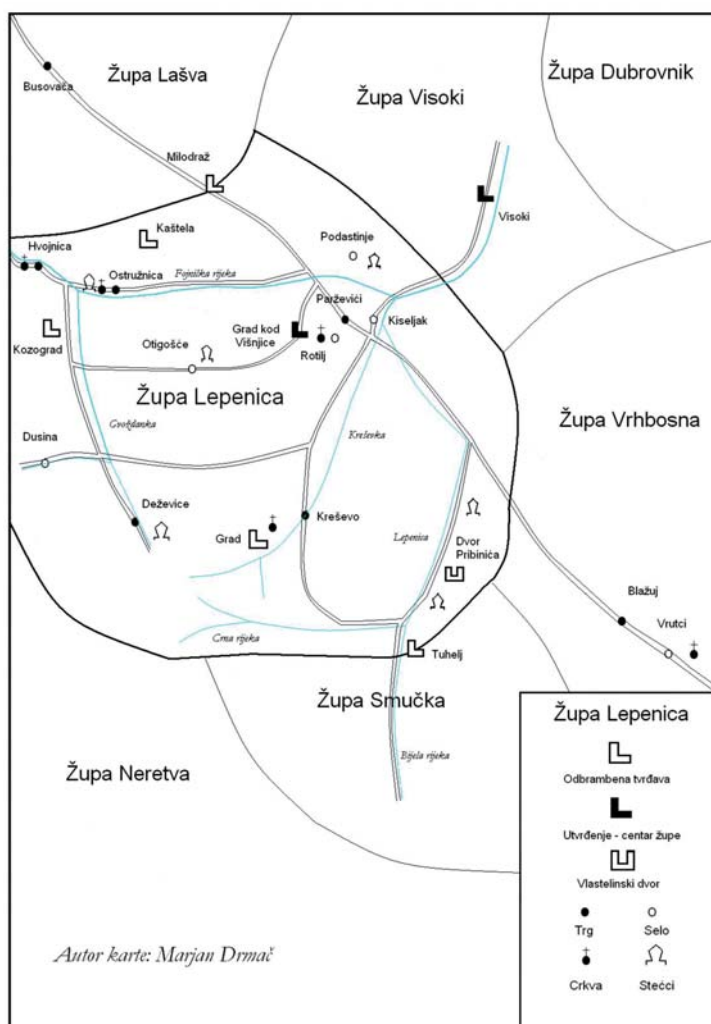 Župa Lašva
Župa Visoki
Župa Dubrovnik
Busovača
Milodraž
Kaštela
Hvojnica
Podastinje
Visoki
Ostružnica
Fojnička rijeka
Parževići
Kiseljak
Kozograd
Otigošće
Grad kod
Višnjice
Rotilj
Župa Lepenica
Župa Vrhbosna
Gvoždanka
Kreševka
Dusina
Deževice
Grad
Kreševo
Lepenica
Dvor
Pribinića
Blažuj
Vrutci
Crna rijeka
Tuhelj
Župa Smučka
Bijela rijeka
Župa Neretva
Župa Lepenica
Odbrambena tvrđava
Utvrđenje - centar župe
Vlastelinski dvor
Trg
Selo
Crkva
Stećci
Autor karte: Marjan Drmač